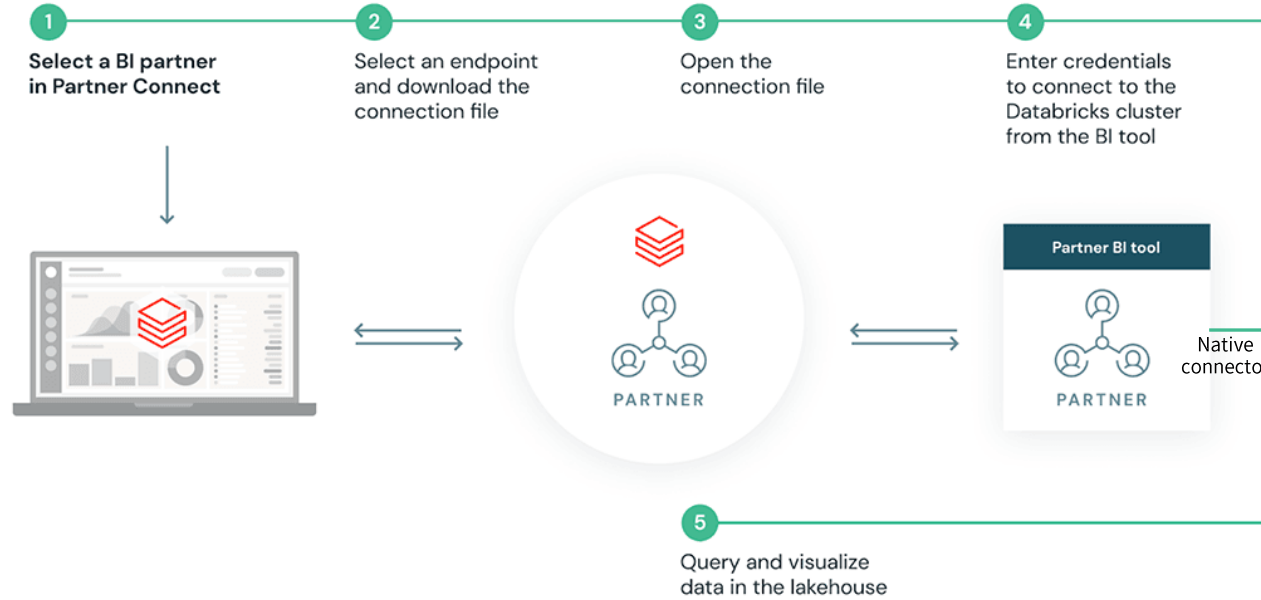 1
Select a BI partner
in Partner Connect
2
Select an endpoint
and download the
connection file
3
Open the
connection file
4
Enter credentials
to connect to the
Databricks cluster
from the BI tool
PARTNER
Partner BI tool
PARTNER
Native
connecto
5
Query and visualize
data in the lakehouse